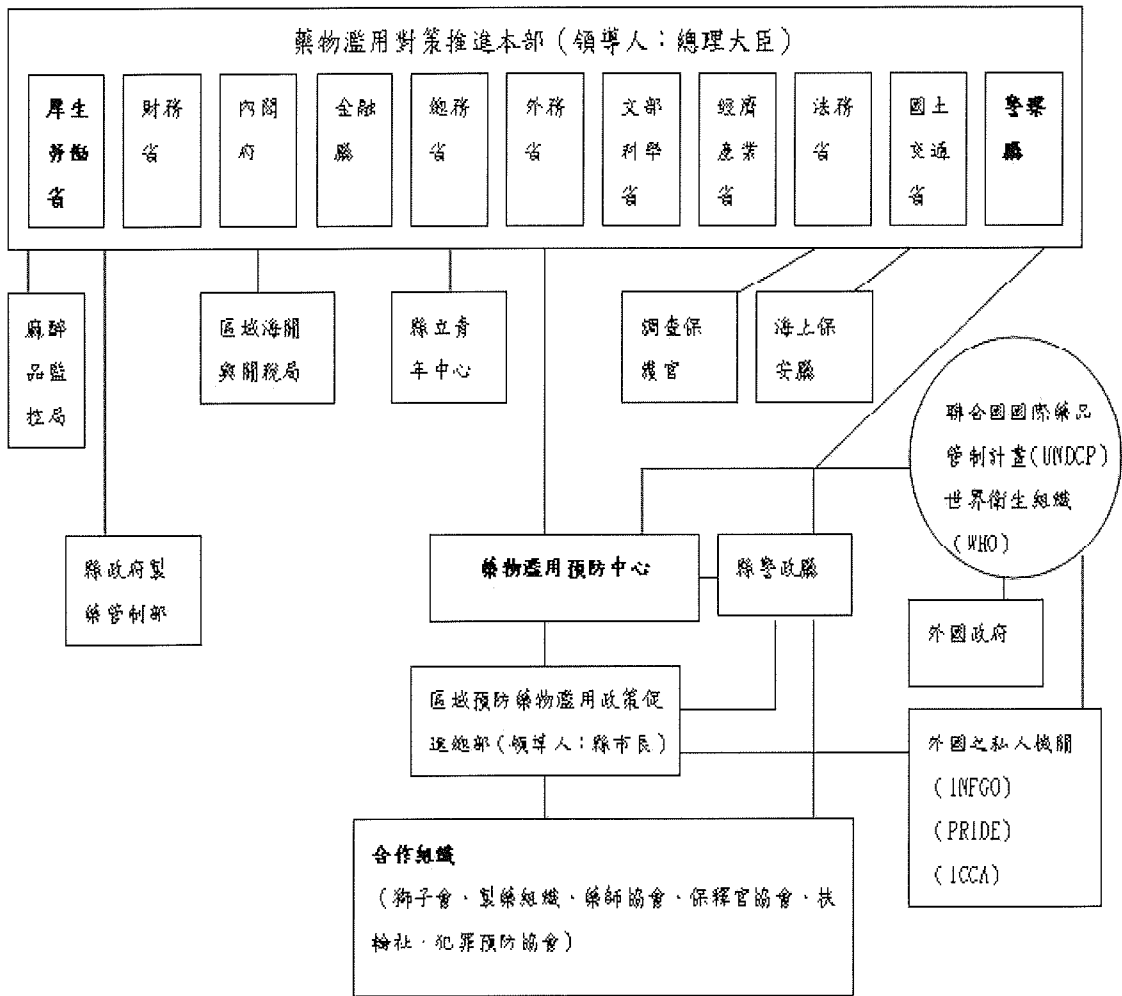 藥物濫用對策推進本部(領導人:總理大臣)
厚生
勞働
省
財務
省
內閣
府
金融
廳
總務
省
外務
省
文部
科學
省
經濟
產業
省
法務
省
國土
交通
省
警察
廳
麻醉
品監
控局
區域海關
與關稅局
縣立青
年中心
調查保
護官
海上保
安廳
聯合國國際藥品
管制計畫(UNDCP)
世界衛生組織
(WHO)
縣政府製
藥管制部
藥物濫用預防中心
縣警政廳
外國政府
區域預防藥物濫用政策促
進總部(領導人:縣市長)
外國之私人機關
(INFGO)
(PRIDE)
(ICCA)
合作組織
(獅子會、製藥組織、藥師協會、保釋官協會、扶
輪社、犯罪預防協會)